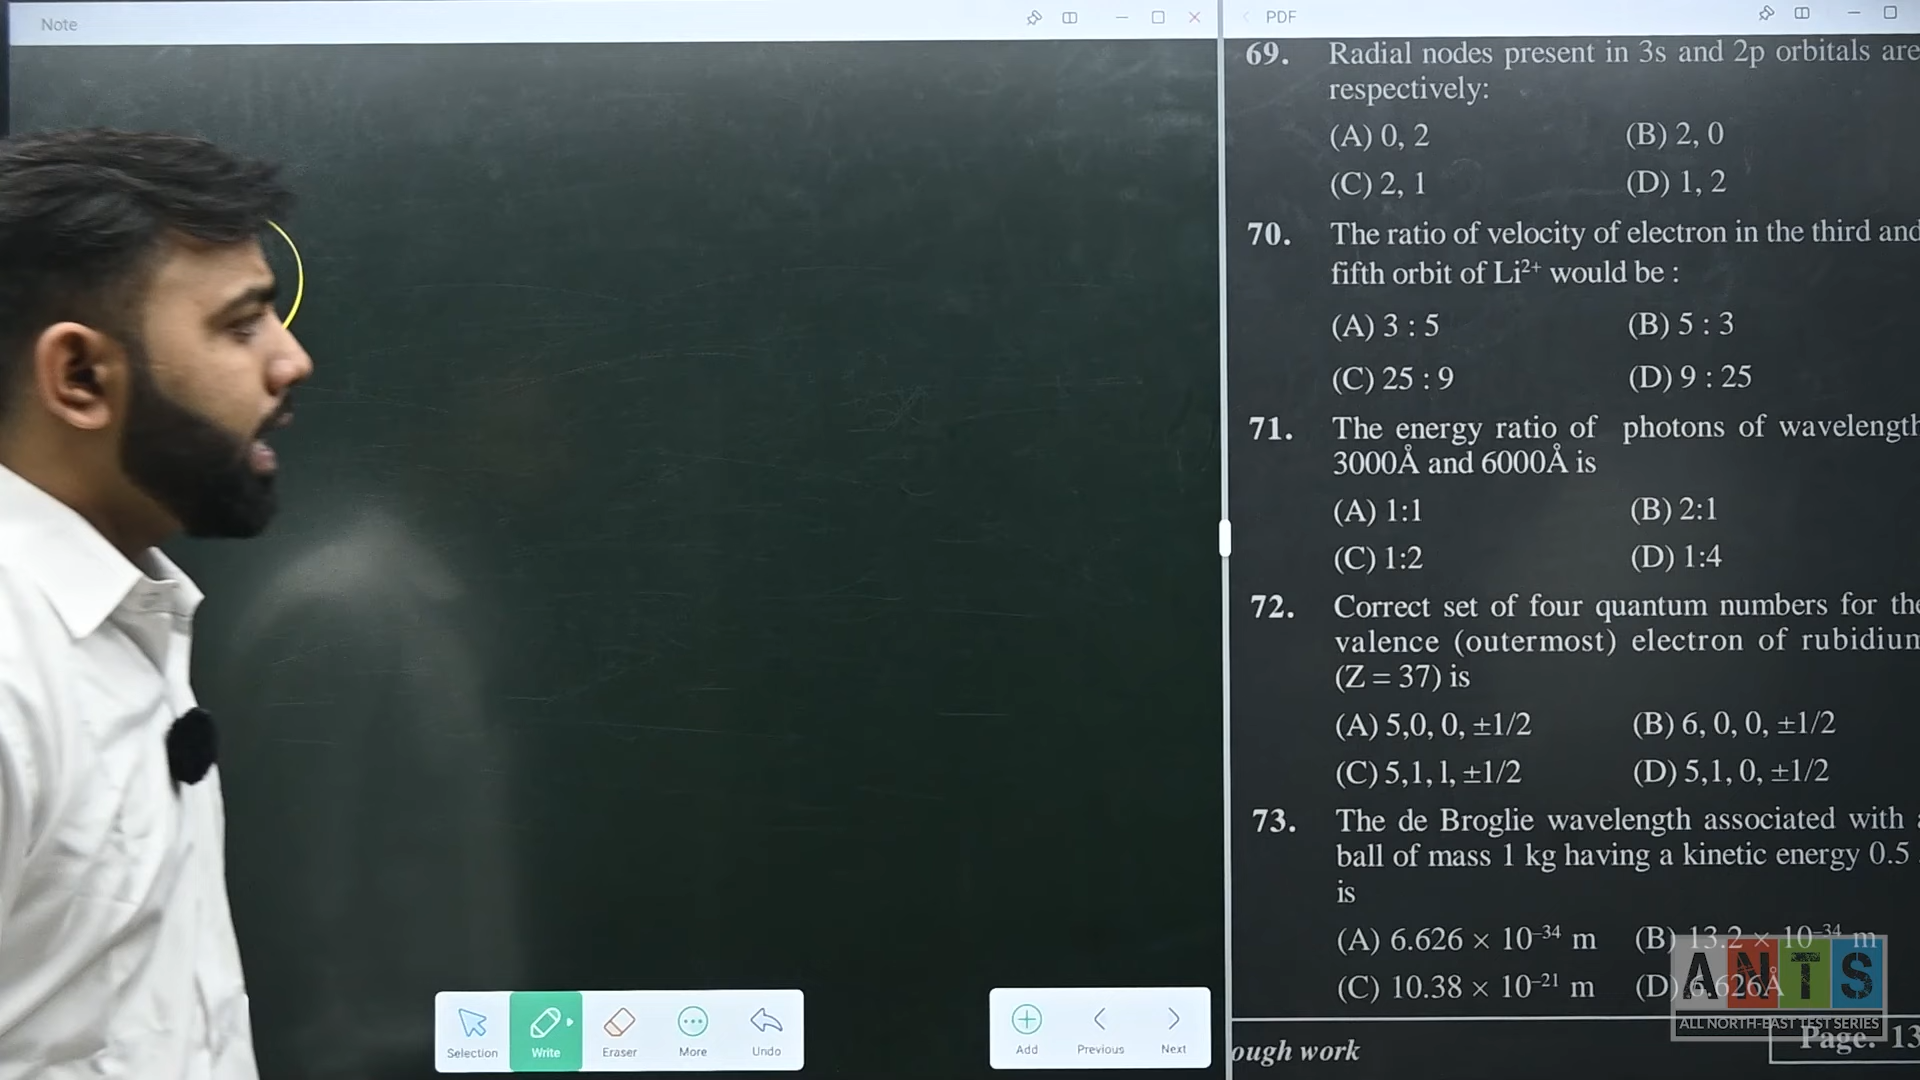 Note
PDF
69. Radial nodes present in 3s and 2p orbitals are
respectively:
(A) 0, 2 (B) 2, 0
(C) 2, 1 (D) 1, 2
70. The ratio of velocity of electron in the third and
fifth orbit of Li²⁺ would be :
(A) 3 : 5 (B) 5 : 3
(C) 25 : 9 (D) 9 : 25
71. The energy ratio of photons of wavelength
3000Å and 6000Å is
(A) 1:1 (B) 2:1
(C) 1:2 (D) 1:4
72. Correct set of four quantum numbers for the
valence (outermost) electron of rubidium
(Z = 37) is
(A) 5,0, 0, ±1/2 (B) 6, 0, 0, ±1/2
(C) 5,1, 1, ±1/2 (D) 5,1, 0, ±1/2
73. The de Broglie wavelength associated with
ball of mass 1 kg having a kinetic energy 0.5
is
(A) 6.626 × 10⁻³⁴ m (B) 13.2 × 10⁻³⁴ m
(C) 10.38 × 10⁻²¹ m (D) 6.626Å
ANTS
ALL NORTH-EAST TEST SERIES
ough work
Page. 13
Selection Write Eraser More Undo
Add Previous Next